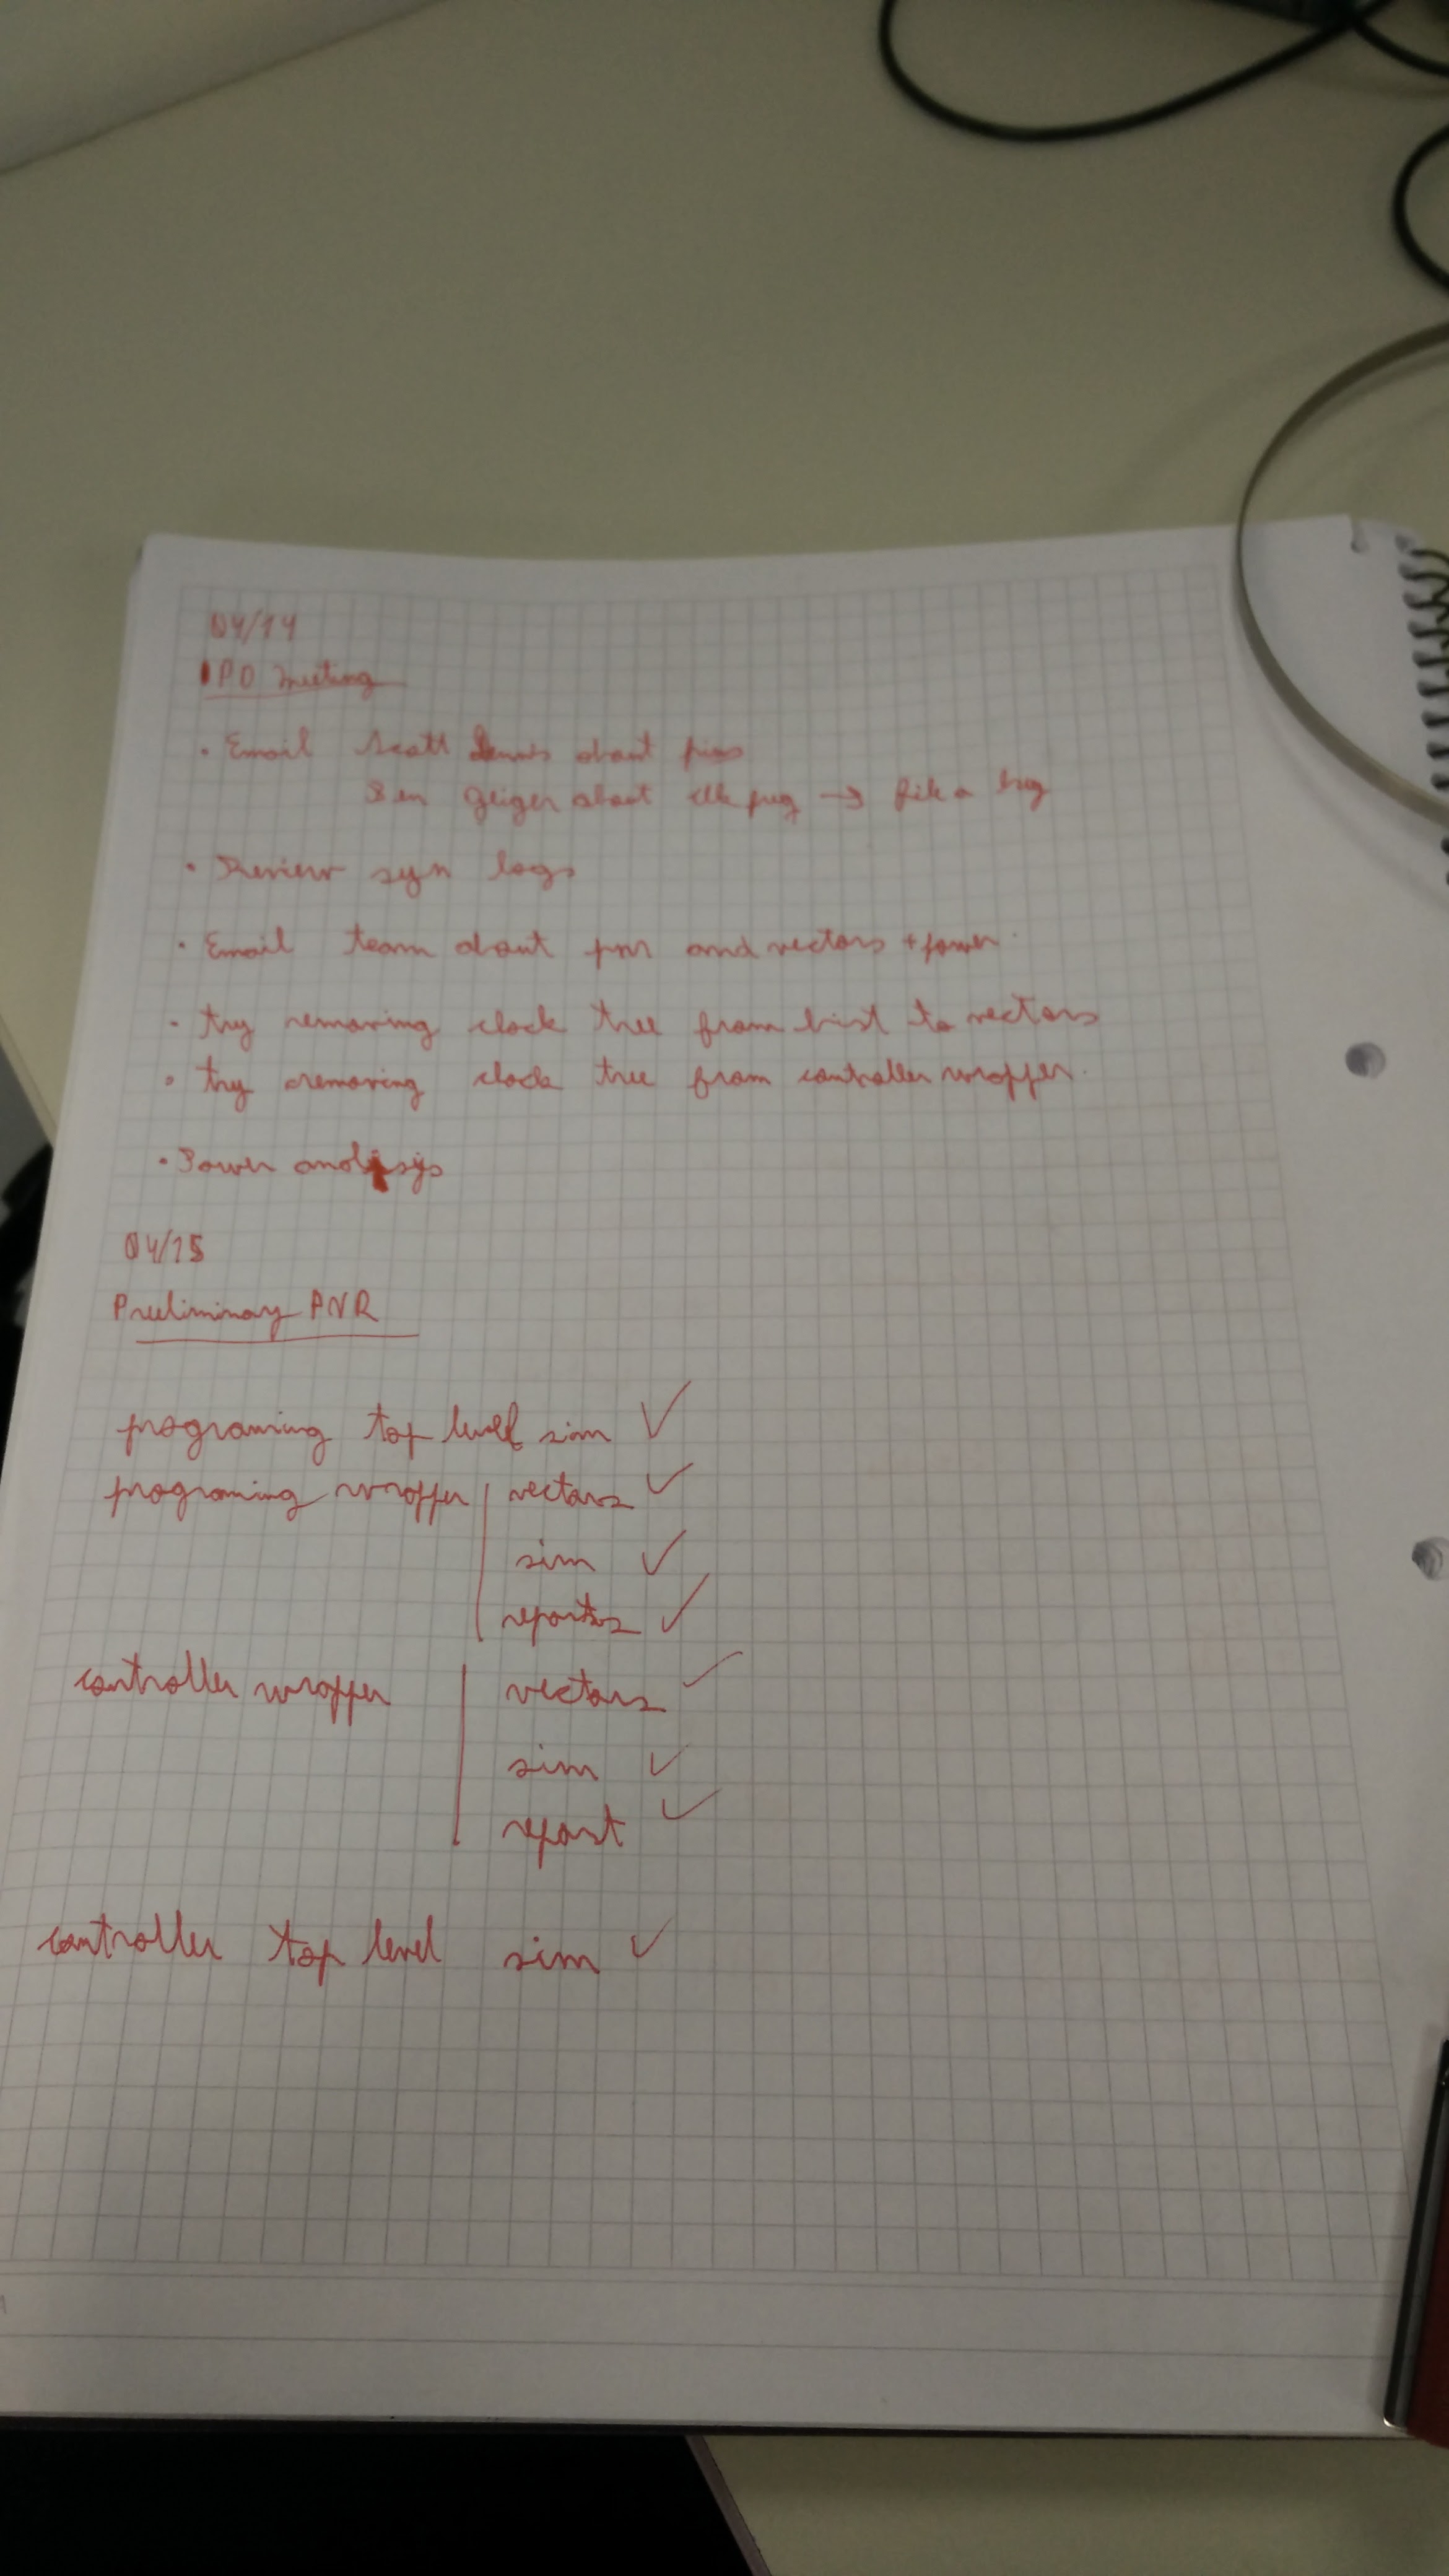 04/14
PD meeting
• Email Scott Dennis about pins
Ben Geiger about clk freq → file a bug
• Review syn logs
• Email team about pnr and vectors + power.
• try removing clock tree from bist to vectors
• try removing clock tree from controller wrapper.
• Power analysis
04/15
Preliminary PNR
programing top level sim ✓
programing wrapper | vectors ✓
sim ✓
reports ✓
controller wrapper | vectors ✓
sim ✓
report ✓
controller top level sim ✓